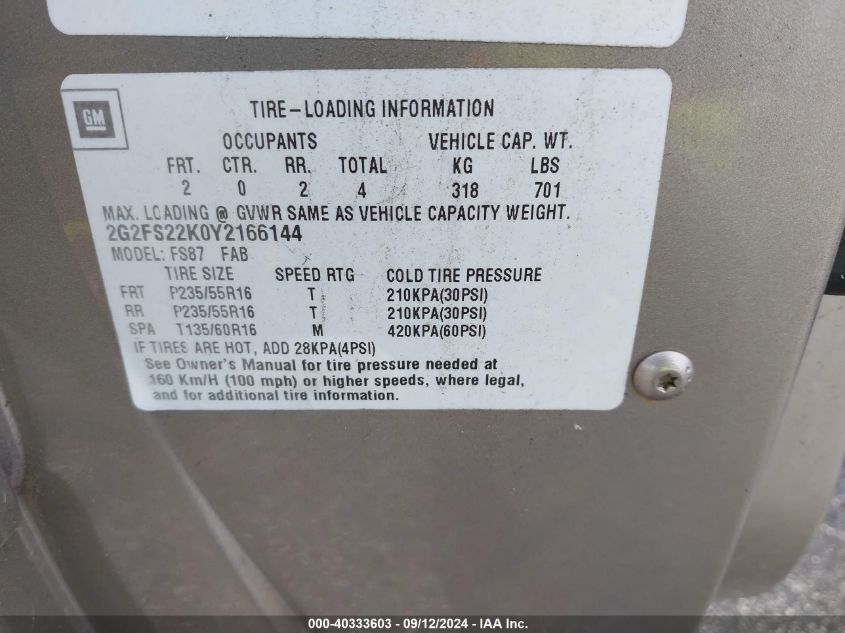 GM
TIRE-LOADING INFORMATION
OCCUPANTS VEHICLE CAP. WT.
FRT. CTR. RR. TOTAL KG LBS
2 0 2 4 318 701
MAX. LOADING @ GVWR SAME AS VEHICLE CAPACITY WEIGHT.
2G2FS22K0Y2166144
MODEL: FS87 FAB
TIRE SIZE SPEED RTG COLD TIRE PRESSURE
FRT P235/55R16 T 210KPA(30PSI)
RR P235/55R16 T 210KPA(30PSI)
SPA T135/60R16 M 420KPA(60PSI)
IF TIRES ARE HOT, ADD 28KPA(4PSI)
See Owner's Manual for tire pressure needed at
160 Km/H (100 mph) or higher speeds, where legal,
and for additional tire information.
000-40333603 - 09/12/2024 - IAA Inc.